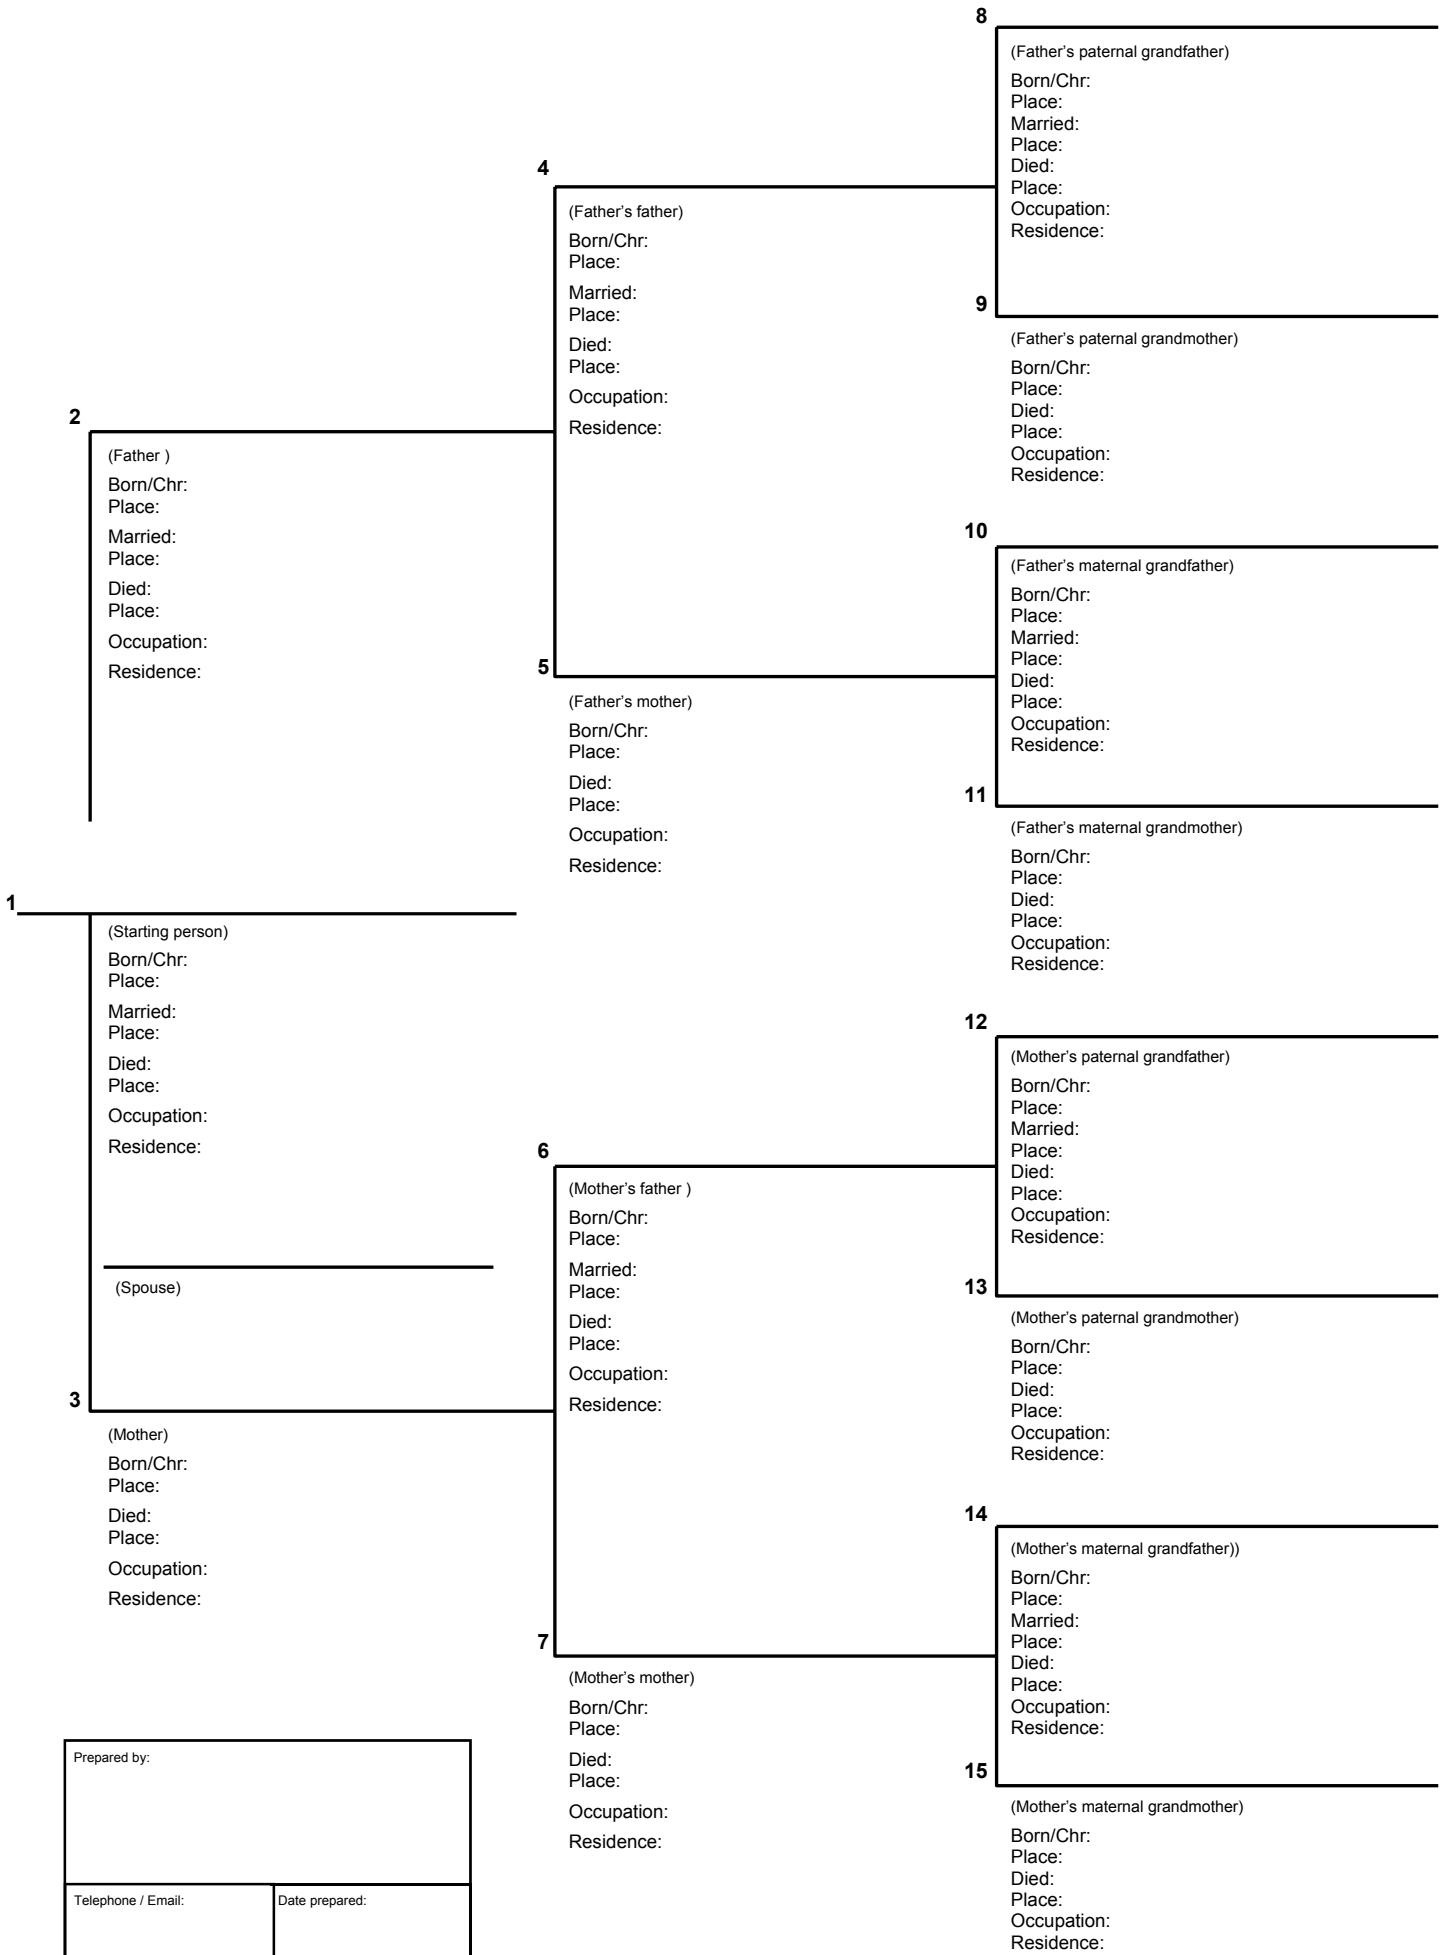 8
(Father's paternal grandfather)
Born/Chr:
Place:
Married:
Place:
Died:
Place:
Occupation:
Residence:
4
(Father's father)
Born/Chr:
Place:
Married:
Place:
Died:
Place:
Occupation:
Residence:
9
(Father's paternal grandmother)
Born/Chr:
Place:
Died:
Place:
Occupation:
Residence:
2
(Father )
Born/Chr:
Place:
Married:
Place:
Died:
Place:
Occupation:
Residence:
10
(Father's maternal grandfather)
Born/Chr:
Place:
Married:
Place:
Died:
Place:
Occupation:
Residence:
5
(Father's mother)
Born/Chr:
Place:
Died:
Place:
Occupation:
Residence:
11
(Father's maternal grandmother)
Born/Chr:
Place:
Died:
Place:
Occupation:
Residence:
1
(Starting person)
Born/Chr:
Place:
Married:
Place:
Died:
Place:
Occupation:
Residence:
(Spouse)
12
(Mother's paternal grandfather)
Born/Chr:
Place:
Married:
Place:
Died:
Place:
Occupation:
Residence:
6
(Mother's father )
Born/Chr:
Place:
Married:
Place:
Died:
Place:
Occupation:
Residence:
13
(Mother's paternal grandmother)
Born/Chr:
Place:
Died:
Place:
Occupation:
Residence:
3
(Mother)
Born/Chr:
Place:
Died:
Place:
Occupation:
Residence:
14
(Mother's maternal grandfather))
Born/Chr:
Place:
Married:
Place:
Died:
Place:
Occupation:
Residence:
7
(Mother's mother)
Born/Chr:
Place:
Died:
Place:
Occupation:
Residence:
15
(Mother's maternal grandmother)
Born/Chr:
Place:
Died:
Place:
Occupation:
Residence:
Prepared by:
Telephone / Email:
Date prepared: